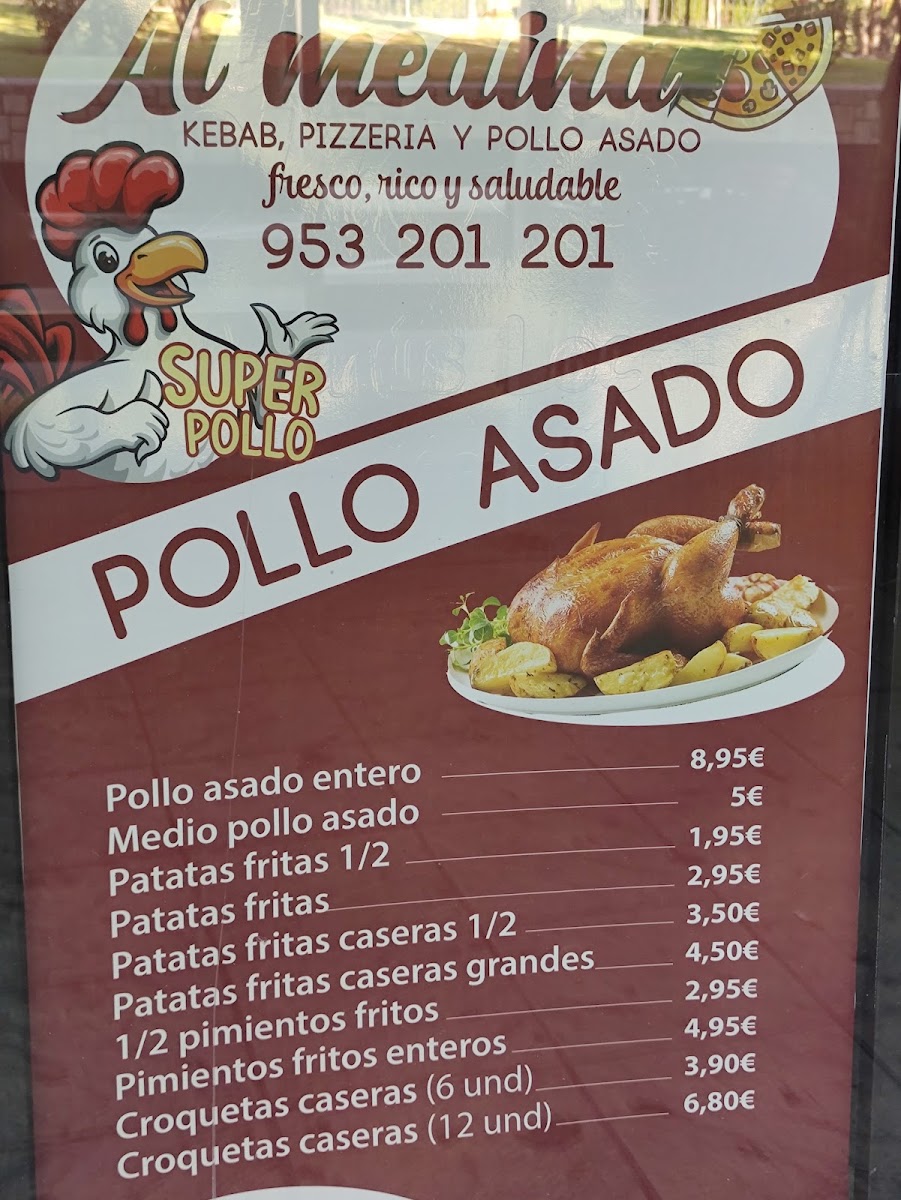 Al medina
KEBAB, PIZZERIA Y POLLO ASADO
fresco, rico y saludable
953 201 201
SUPER
POLLO
POLLO ASADO
Pollo asado entero 8,95€
Medio pollo asado 5€
Patatas fritas 1/2 1,95€
Patatas fritas 2,95€
Patatas fritas caseras 1/2 3,50€
Patatas fritas caseras grandes 4,50€
1/2 pimientos fritos 2,95€
Pimientos fritos enteros 4,95€
Croquetas caseras (6 und) 3,90€
Croquetas caseras (12 und) 6,80€